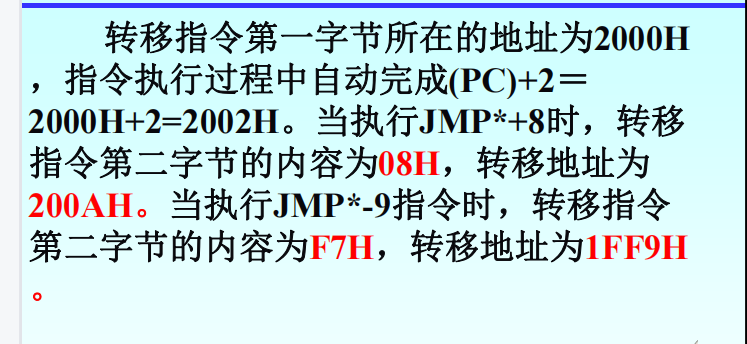 转移指令第一字节所在的地址为2000H
，指令执行过程中自动完成(PC)+2＝
2000H+2=2002H。当执行JMP*+8时，转移
指令第二字节的内容为08H，转移地址为
200AH。当执行JMP*-9指令时，转移指令
第二字节的内容为F7H，转移地址为1FF9H
。